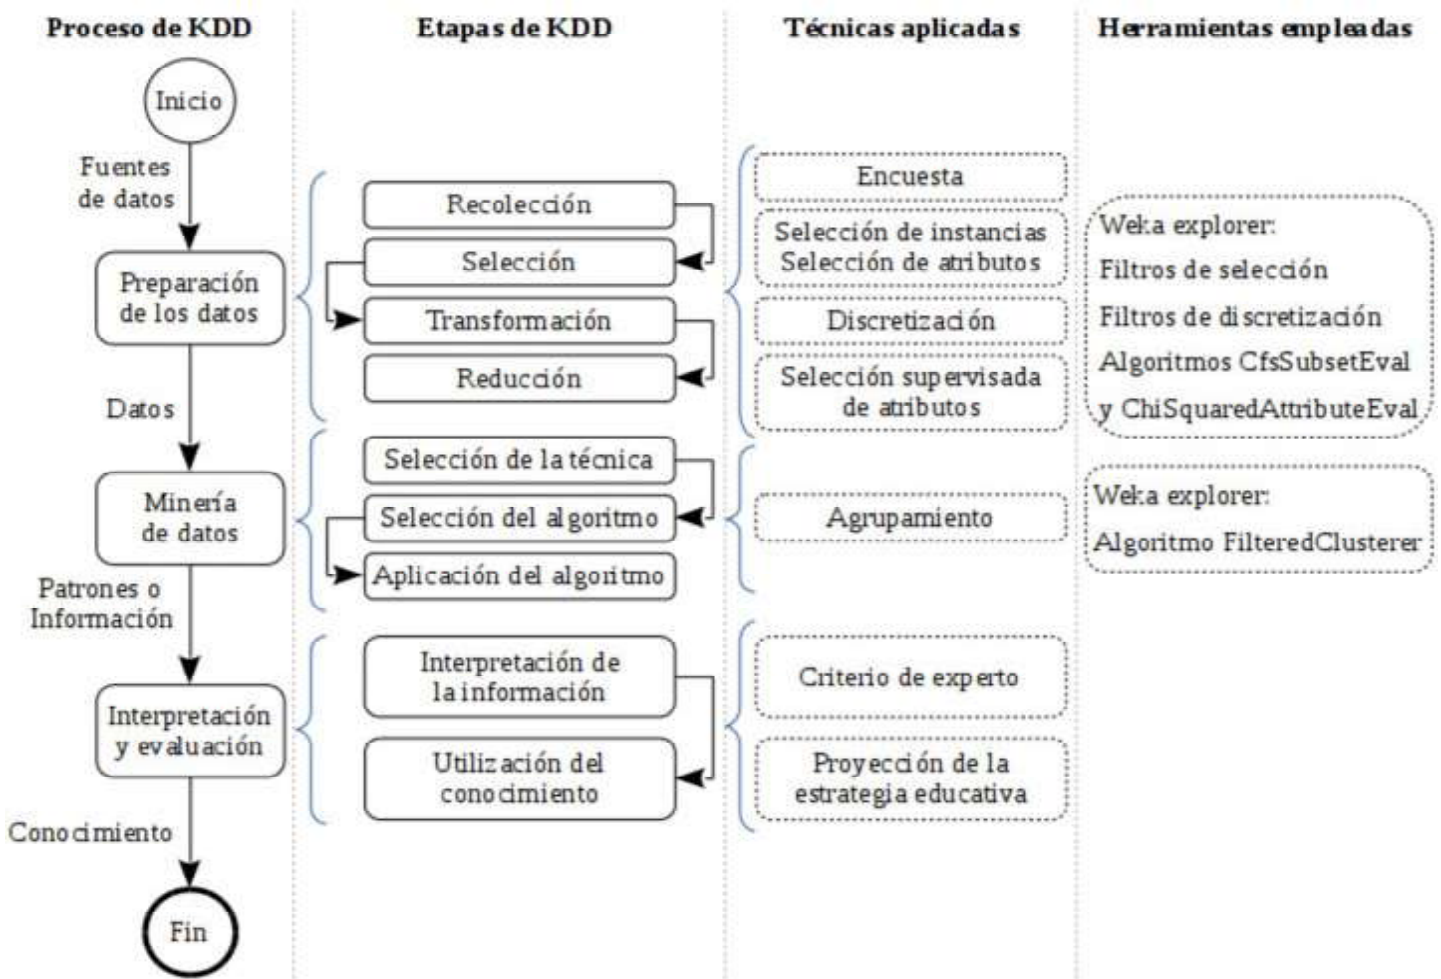 Proceso de KDD
Etapas de KDD
Técnicas aplicadas
Herramientas empleadas
Inicio
Fuentes
de datos
Preparación
de los datos
Datos
Minería
de datos
Patrones o
Información
Interpretación
y evaluación
Conocimiento
Fin
Recolección
Selección
Transformación
Reducción
Selección de la técnica
Selección del algoritmo
Aplicación del algoritmo
Interpretación de
la información
Utilización del
conocimiento
Encuesta
Selección de instancias
Selección de atributos
Discretización
Selección supervisada
de atributos
Agrupamiento
Criterio de experto
Proyección de la
estrategia educativa
Weka explorer:
Filtros de selección
Filtros de discretización
Algoritmos CfsSubsetEval
y ChiSquaredAttributeEval
Weka explorer:
Algoritmo FilteredClusterer